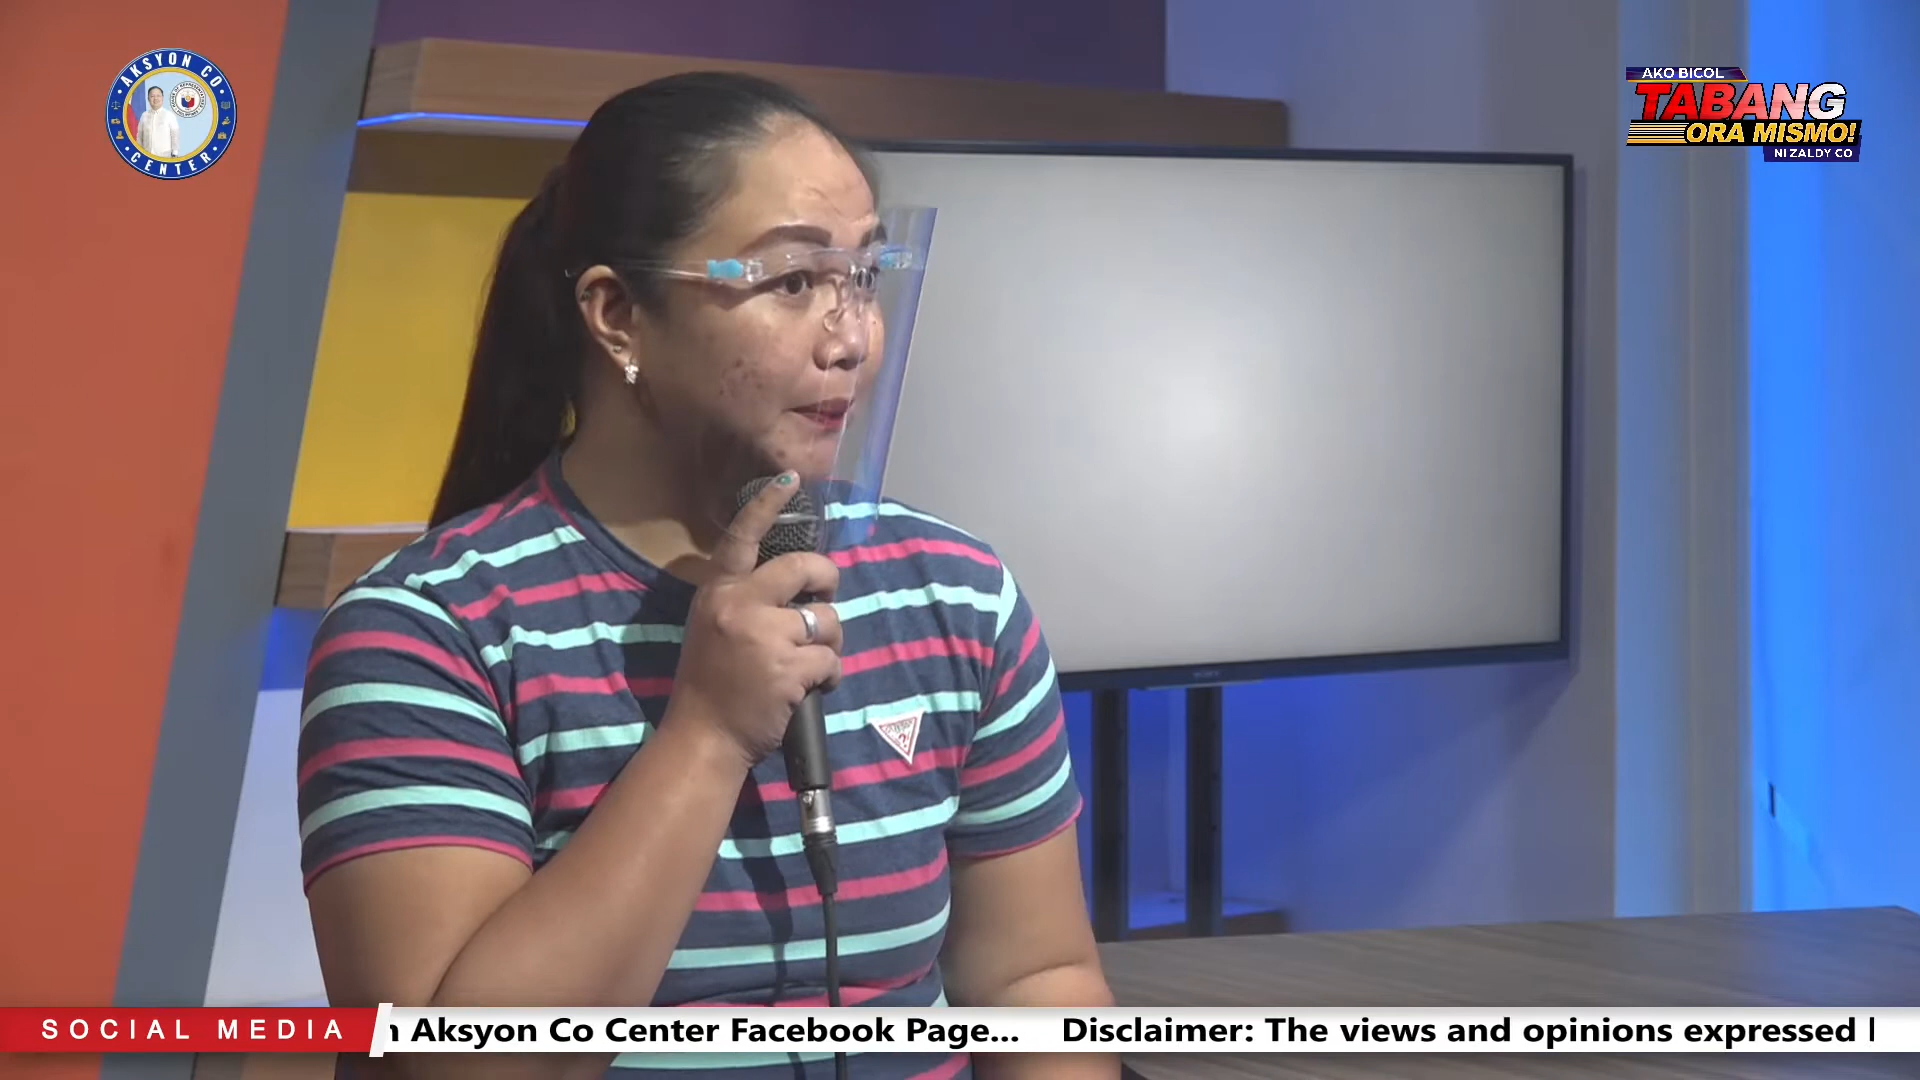 AKSYON CO
CENTER
AKO BICOL
TABANG
ORA MISMO!
NI ZALDY CO
SONY
SOCIAL MEDIA
n Aksyon Co Center Facebook Page... Disclaimer: The views and opinions expressed